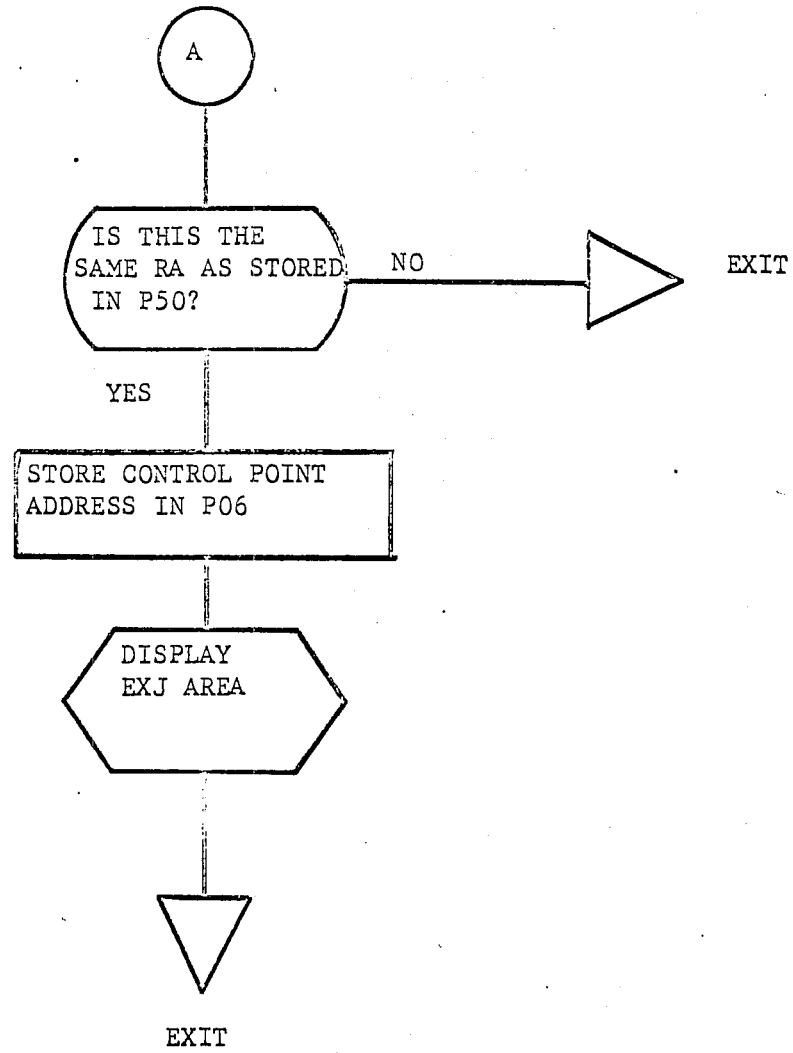 A
IS THIS THE
SAME RA AS STORED
IN P50?
NO
EXIT
YES
STORE CONTROL POINT
ADDRESS IN P06
DISPLAY
EXJ AREA
EXIT